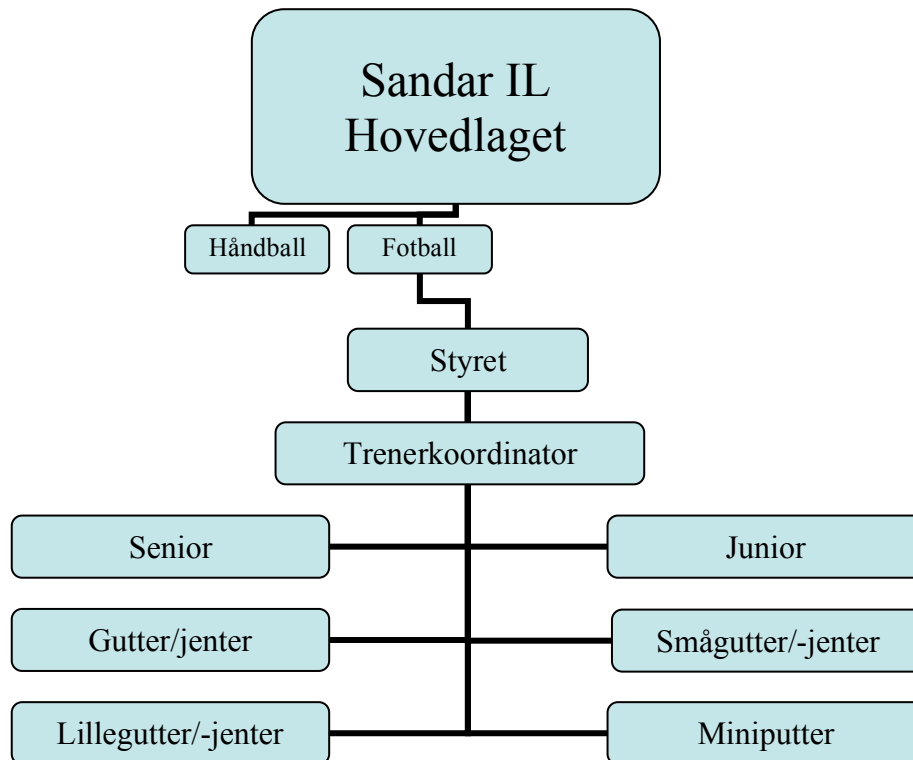 Sandar IL
Hovedlaget
Håndball
Fotball
Styret
Trenerkoordinator
Senior
Junior
Gutter/jenter
Smågutter/-jenter
Lillegutter/-jenter
Miniputter